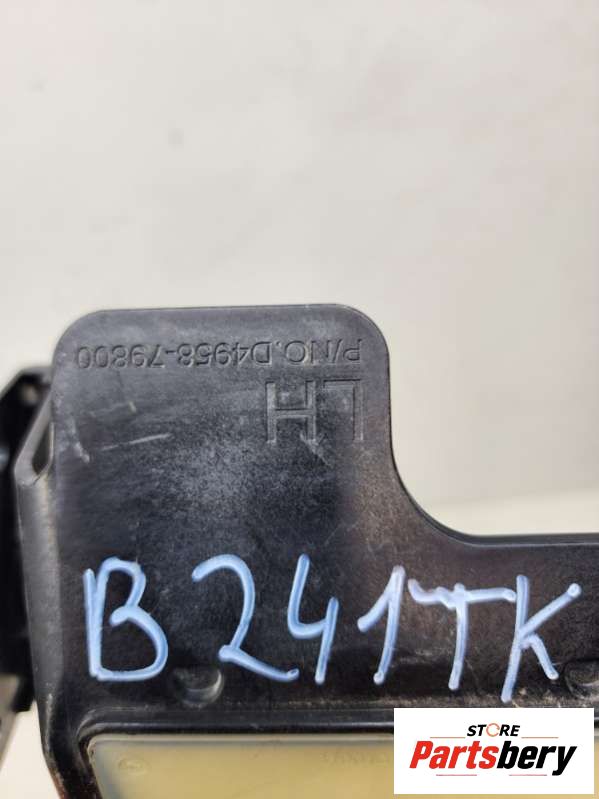 STORE
Partsbery
P/NO.D4958-79800
LH
B241TK